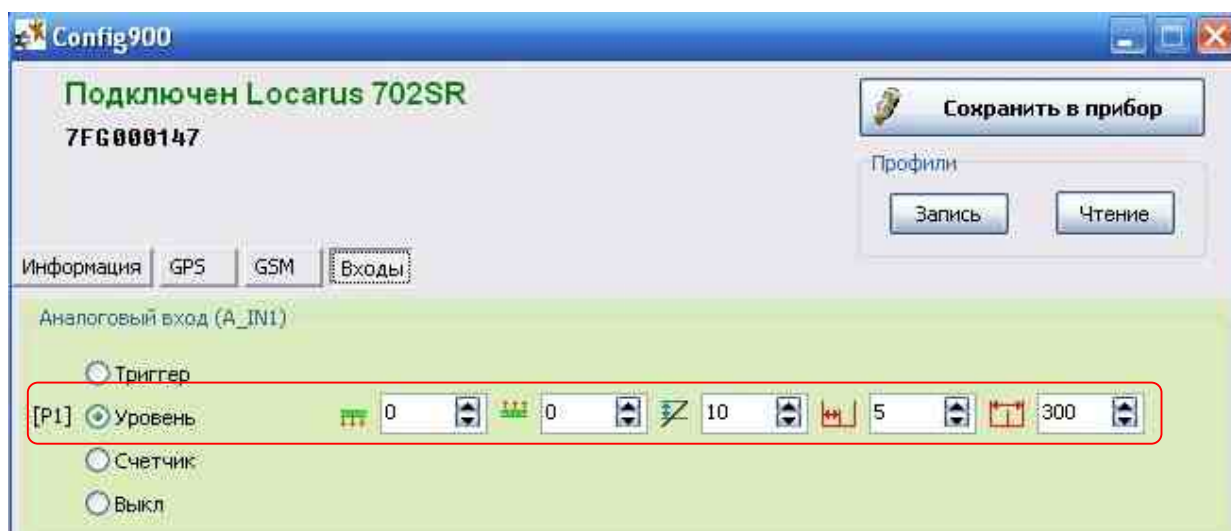 Config900
Подключен Locarus 702SR
7FG000147
Сохранить в прибор
Профили
Запись Чтение
Информация GPS GSM Входы
Аналоговый вход (A_IN1)
Триггер
[P1] Уровень 0 0 10 5 300
Счетчик
Выкл